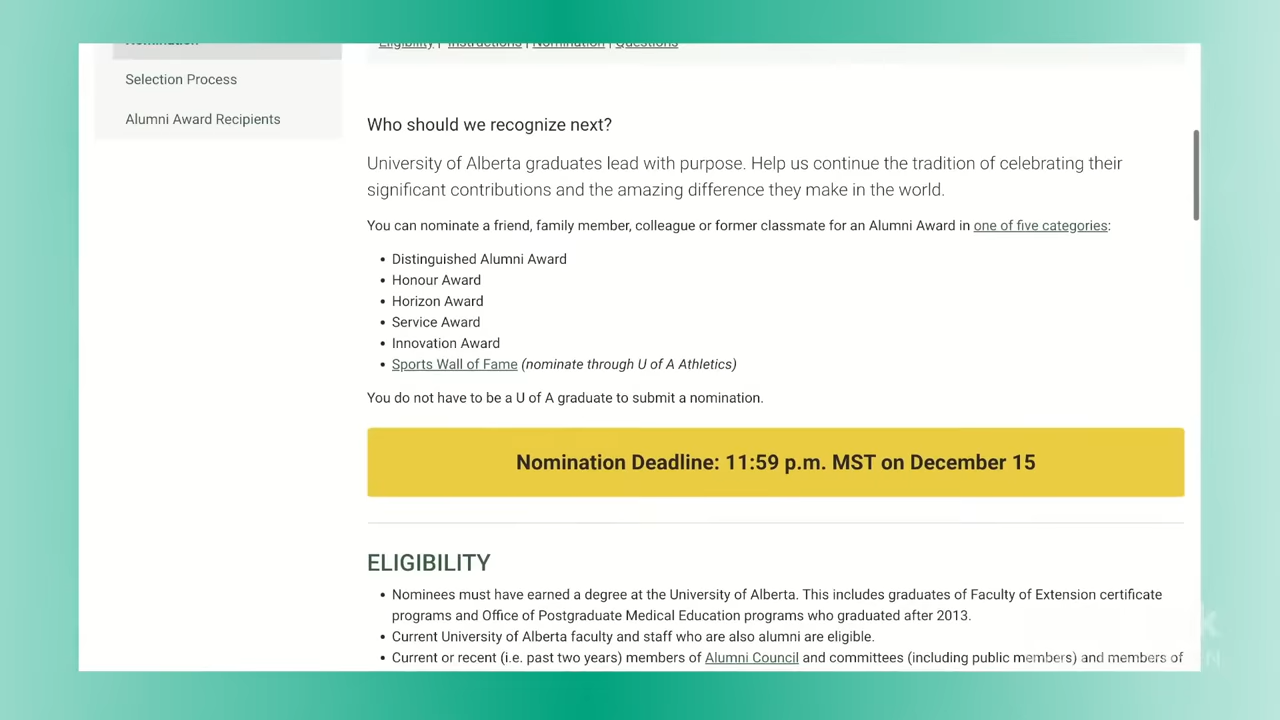 Nomination
Selection Process
Alumni Award Recipients
Eligibility | Instructions | Nomination | Questions
Who should we recognize next?
University of Alberta graduates lead with purpose. Help us continue the tradition of celebrating their
significant contributions and the amazing difference they make in the world.
You can nominate a friend, family member, colleague or former classmate for an Alumni Award in one of five categories:
• Distinguished Alumni Award
• Honour Award
• Horizon Award
• Service Award
• Innovation Award
• Sports Wall of Fame (nominate through U of A Athletics)
You do not have to be a U of A graduate to submit a nomination.
Nomination Deadline: 11:59 p.m. MST on December 15
ELIGIBILITY
• Nominees must have earned a degree at the University of Alberta. This includes graduates of Faculty of Extension certificate
programs and Office of Postgraduate Medical Education programs who graduated after 2013.
• Current University of Alberta faculty and staff who are also alumni are eligible.
• Current or recent (i.e. past two years) members of Alumni Council and committees (including public members) and members of